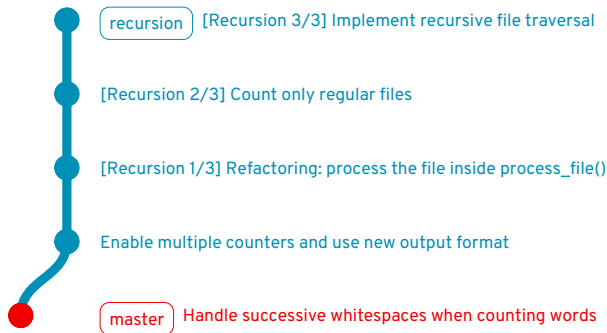 recursion [Recursion 3/3] Implement recursive file traversal
[Recursion 2/3] Count only regular files
[Recursion 1/3] Refactoring: process the file inside process_file()
Enable multiple counters and use new output format
master Handle successive whitespaces when counting words